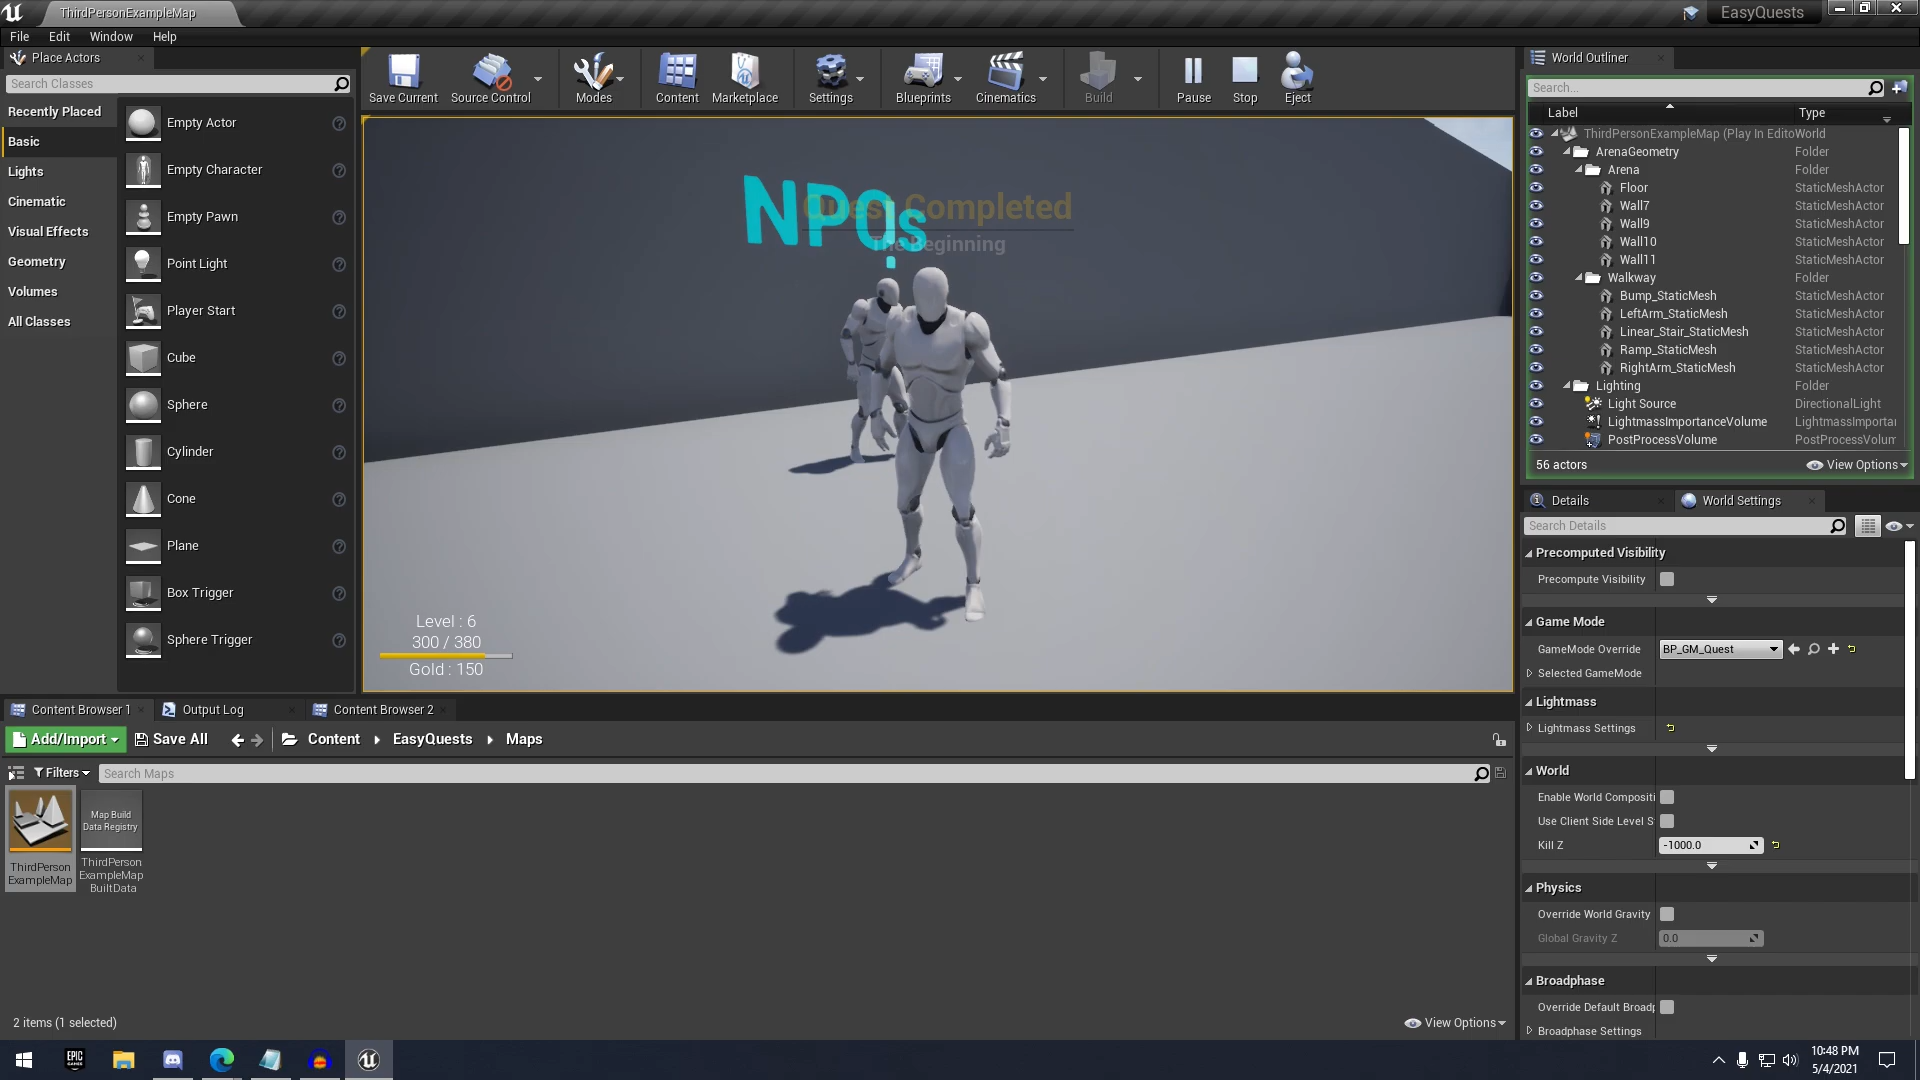 ThirdPersonExampleMap
EasyQuests
File Edit Window Help
Place Actors
Search Classes
Recently Placed
Basic
Lights
Cinematic
Visual Effects
Geometry
Volumes
All Classes
Empty Actor
Empty Character
Empty Pawn
Point Light
Player Start
Cube
Sphere
Cylinder
Cone
Plane
Box Trigger
Sphere Trigger
Save Current Source Control Modes Content Marketplace Settings Blueprints Cinematics Build Pause Stop Eject
NPCs
Quest Completed
The Beginning
Level : 6
300 / 380
Gold : 150
World Outliner
Search...
Label Type
ThirdPersonExampleMap (Play In Edito World
ArenaGeometry Folder
Arena Folder
Floor StaticMeshActor
Wall7 StaticMeshActor
Wall9 StaticMeshActor
Wall10 StaticMeshActor
Wall11 StaticMeshActor
Walkway Folder
Bump_StaticMesh StaticMeshActor
LeftArm_StaticMesh StaticMeshActor
Linear_Stair_StaticMesh StaticMeshActor
Ramp_StaticMesh StaticMeshActor
RightArm_StaticMesh StaticMeshActor
Lighting Folder
Light Source DirectionalLight
LightmassImportanceVolume LightmassImporta
PostProcessVolume PostProcessVolum
56 actors View Options
Details World Settings
Search Details
Precomputed Visibility
Precompute Visibility
Game Mode
GameMode Override BP_GM_Quest
Selected GameMode
Lightmass
Lightmass Settings
World
Enable World Compositi
Use Client Side Level S
Kill Z -1000.0
Physics
Override World Gravity
Global Gravity Z 0.0
Broadphase
Override Default Broadp
Broadphase Settings
Content Browser 1 Output Log Content Browser 2
Add/Import Save All Content EasyQuests Maps
Filters Search Maps
ThirdPerson
ExampleMap
Map Build
Data Registry
ThirdPerson
ExampleMap
BuiltData
2 items (1 selected) View Options
EPIC
GAMES
10:48 PM
5/4/2021